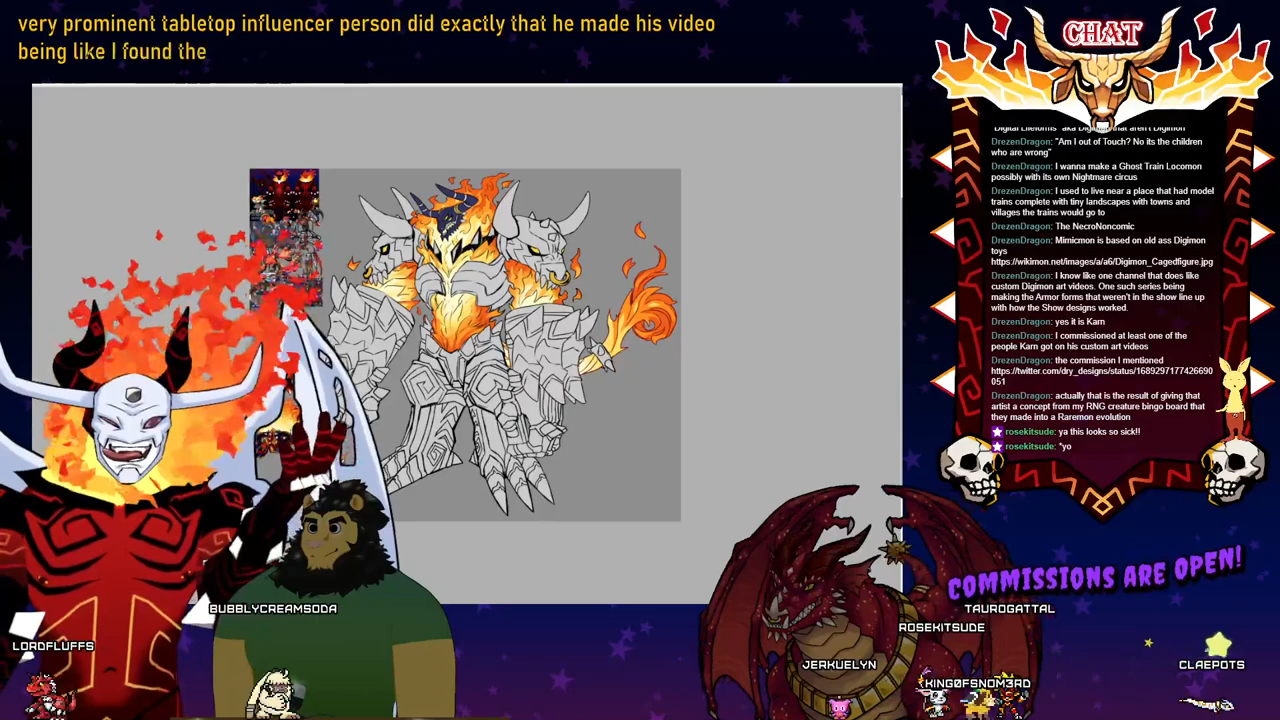 very prominent tabletop influencer person did exactly that he made his video
being like I found the
CHAT
DrezenDragon: "Am I out of Touch? No its the children
who are wrong"
DrezenDragon: I wanna make a Ghost Train Locomon
possibly with its own Nightmare circus
DrezenDragon: I used to live near a place that had model
trains complete with tiny landscapes with towns and
villages the trains would go to
DrezenDragon: The NecroNoncomic
DrezenDragon: Mimicmon is based on old ass Digimon
toys
https://wikimon.net/images/a/a6/Digimon_Cagedfigure.jpg
DrezenDragon: I know like one channel that does like
custom Digimon art videos. One such series being
making the Armor forms that weren't in the show line up
with how the Show designs worked.
DrezenDragon: yes it is Karn
DrezenDragon: I commissioned at least one of the
people Karn got on his custom art videos
DrezenDragon: the commission I mentioned
https://twitter.com/dry_designs/status/1689297177426690
051
DrezenDragon: actually that is the result of giving that
artist a concept from my RNG creature bingo board that
they made into a Raremon evolution
rosekitsude: ya this looks so sick!!
rosekitsude: *yo
COMMISSIONS ARE OPEN!
BUBBLYCREAMSODA
TAUROGATTAL
ROSEKITSUDE
LORDFLUFFS
JERKUELYN
CLAEPOTS
KINGOFSNOM3RD